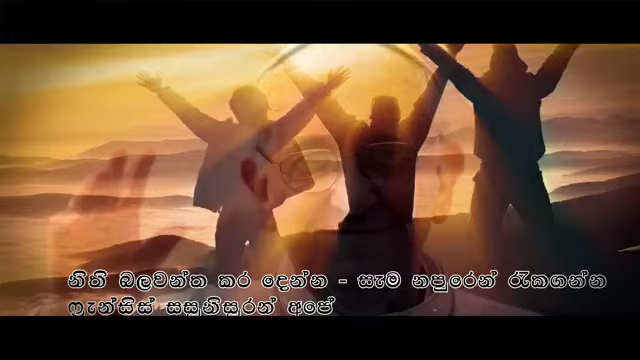 නිති බලවන්ත කර දෙන්න - සැම නපුරෙන් රැකගන්න
ෆ්‍රැන්සිස් සසුනිසුරන් අපේ